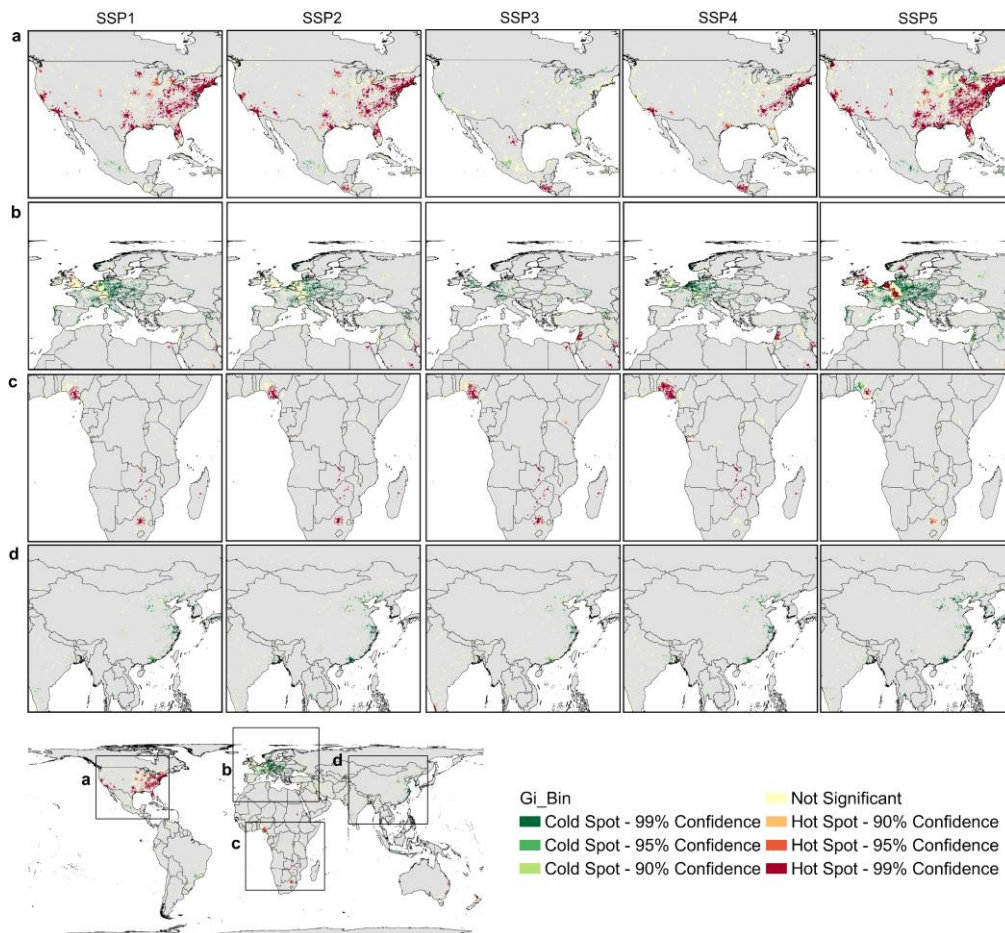 SSP1 SSP2 SSP3 SSP4 SSP5
a
b
c
d
a
b
d
c
Gi_Bin
Cold Spot - 99% Confidence
Cold Spot - 95% Confidence
Cold Spot - 90% Confidence
Not Significant
Hot Spot - 90% Confidence
Hot Spot - 95% Confidence
Hot Spot - 99% Confidence